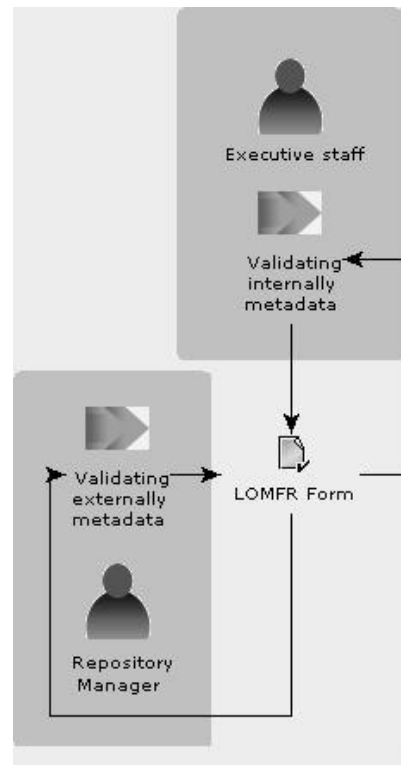 Executive staff
Validating
internally
metadata
Validating
externally
metadata
LOMFR Form
Repository
Manager